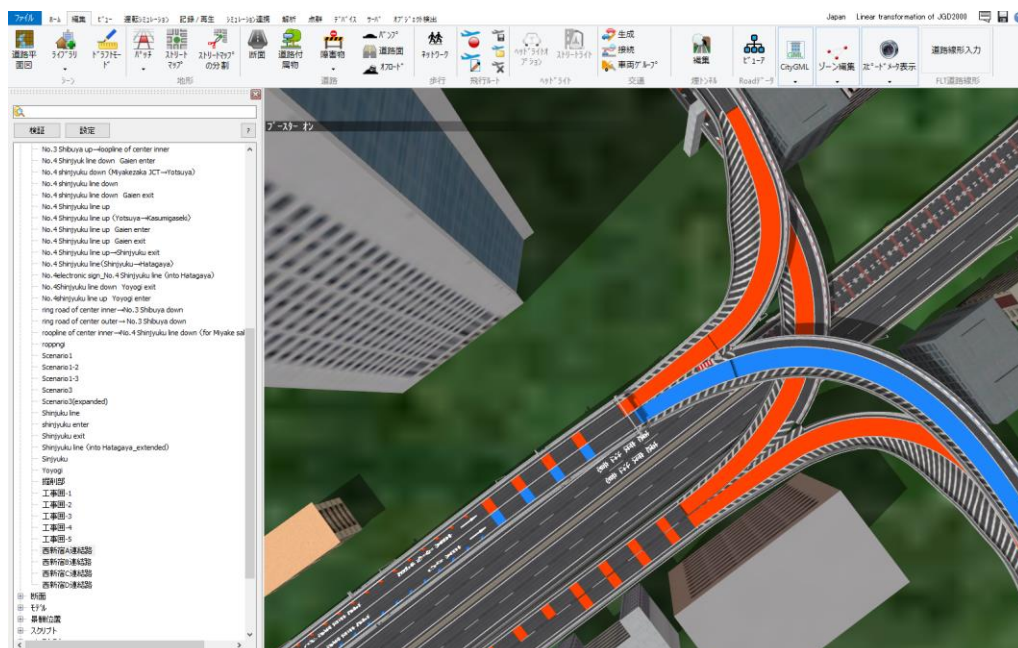 ファイル ホーム 編集 ビュー 運転シミュレーション 記録/再生 シミュレーション連携 解析 点群 デバイス サーバ オブジェクト検出
Japan Linear transformation of JGD2000
道路平面図 ライブラリ ドラフトモード パッチ ストリートマップ ストリートマップの分割 断面 道路付属物 障害物 バンプ 道路面 オフロード ネットワーク ヘッドライトオプション ストリートライト 生成 接続 車両グループ 編集 ビューア CityGML ゾーン編集 スピードメータ表示 道路線形入力
シーン 地形 道路 歩行 飛行ルート ヘッドライト 交通 煙トンネル Roadデータ FLT道路線形
ブースター オン
検証 設定 ?
No.3 Shibuya up→loopline of center inner
No.4 Shinjyuk line down Gaien enter
No.4 shinjyuku down (Miyakezaka JCT→Yotsuya)
No.4 shinjyuku line down
No.4 shinjyuku line down Gaien exit
No.4 Shinjyuku line up
No.4 Shinjyuku line up (Yotsuya→Kasumigaseki)
No.4 Shinjyuku line up Gaien enter
No.4 Shinjyuku line up Gaien exit
No.4 Shinjyuku line up→Shinjyuku exit
No.4 Shinjyuku line(Shinjyuku→Hatagaya)
No.4electronic sign_No.4 Shinjyuku line (into Hatagaya)
No.4Shinjyuku line down Yoyogi exit
No.4shinjyuku line up Yoyogi enter
ring road of center inner→No.3 Shibuya down
ring road of center outer→ No.3 Shibuya down
roopline of center inner→No.4 Shinjyuku line down (for Miyake sal
roppngi
Scenario1
Scenario1-2
Scenario1-3
Scenario3
Scenario3(expanded)
Shinjuku line
shinjyuku enter
Shinjyuku exit
Shinjyuku line (into Hatagaya_extended)
Sinjyuku
Yoyogi
掘削部
工事囲-1
工事囲-2
工事囲-3
工事囲-4
工事囲-5
西新宿A連結路
西新宿B連結路
西新宿C連結路
西新宿D連結路
断面
モデル
景観位置
スクリプト